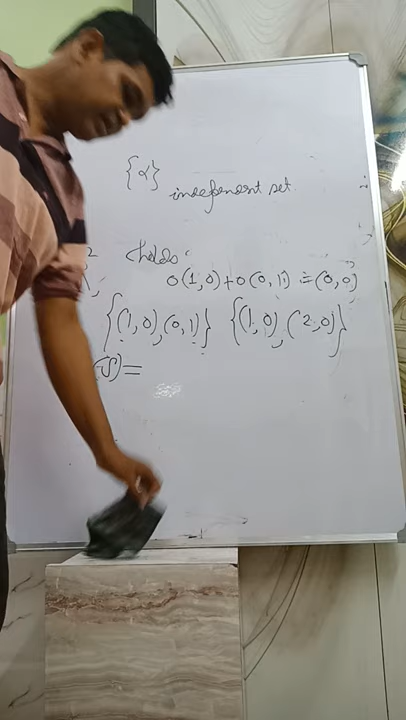 {α}
independent set.
2 holds.
0(1,0)+0(0,1) = (0,0)
{(1,0),(0,1)} {(1,0),(2,0)}
(S)=